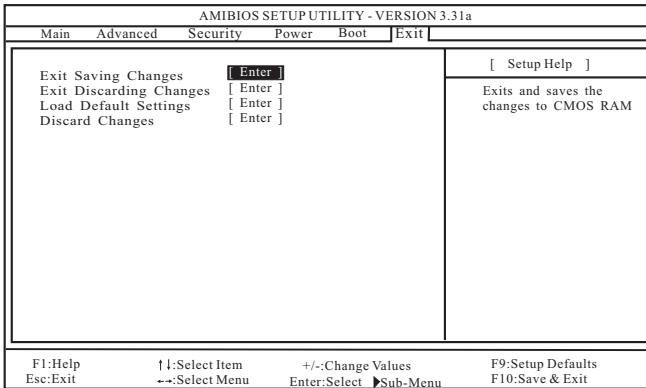 AMIBIOS SETUP UTILITY - VERSION 3.31a
Main Advanced Security Power Boot Exit
Exit Saving Changes [ Enter ]
Exit Discarding Changes [ Enter ]
Load Default Settings [ Enter ]
Discard Changes [ Enter ]
[ Setup Help ]
Exits and saves the
changes to CMOS RAM
F1:Help ↑↓:Select Item +/-:Change Values F9:Setup Defaults
Esc:Exit ←→:Select Menu Enter:Select ▶Sub-Menu F10:Save & Exit